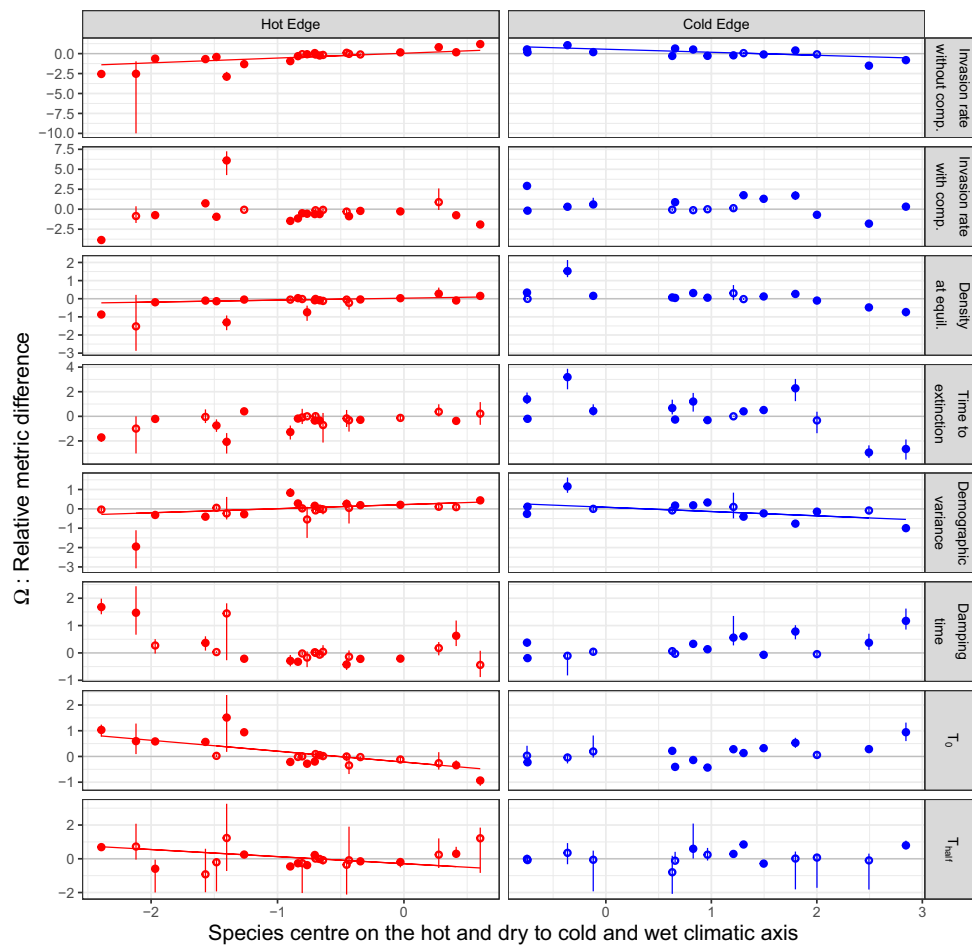 Hot Edge
Cold Edge
0.0
−2.5
−5.0
−7.5
−10.0
Invasion rate
without comp.
7.5
5.0
2.5
0.0
−2.5
Invasion rate
with comp.
2
1
0
−1
−2
−3
Density
at equil.
4
2
0
−2
Time to
extinction
1
0
−1
−2
−3
Demographic
variance
2
1
0
−1
Damping
time
2
1
0
−1
T0
2
0
−2
Thalf
−2
−1
0
0
1
2
3
Ω : Relative metric difference
Species centre on the hot and dry to cold and wet climatic axis